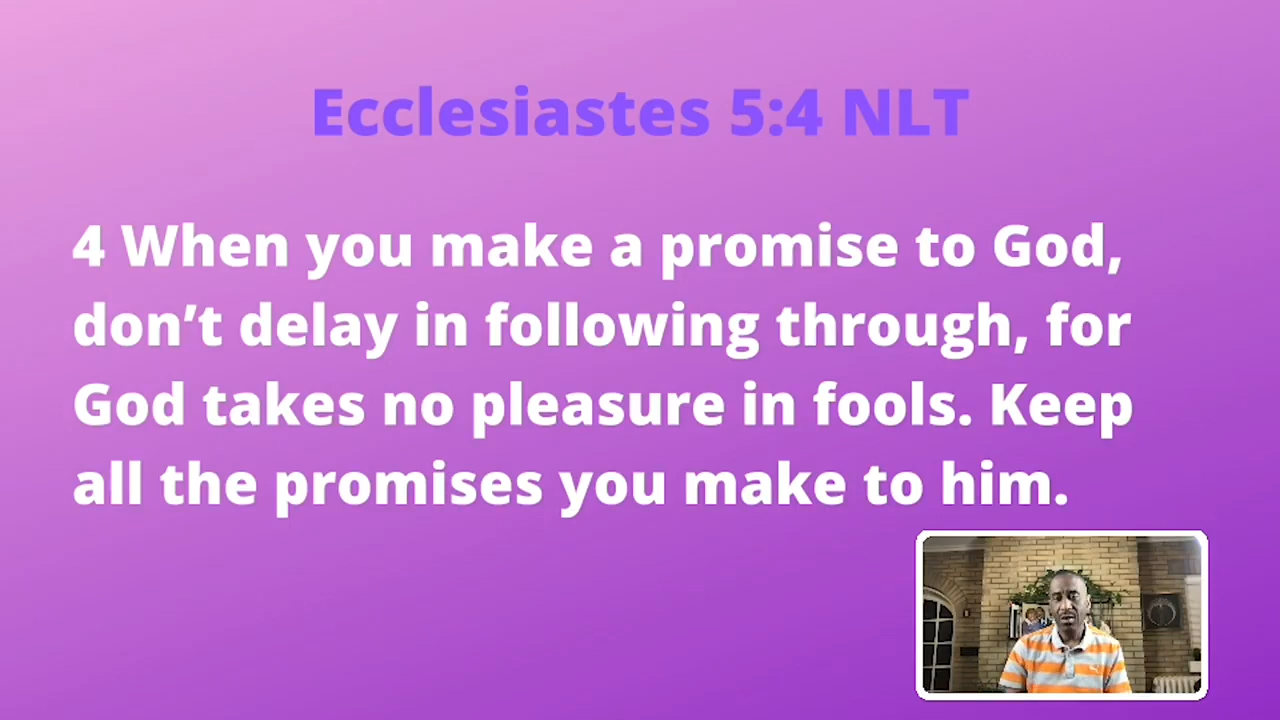 Ecclesiastes 5:4 NLT
4 When you make a promise to God,
don’t delay in following through, for
God takes no pleasure in fools. Keep
all the promises you make to him.